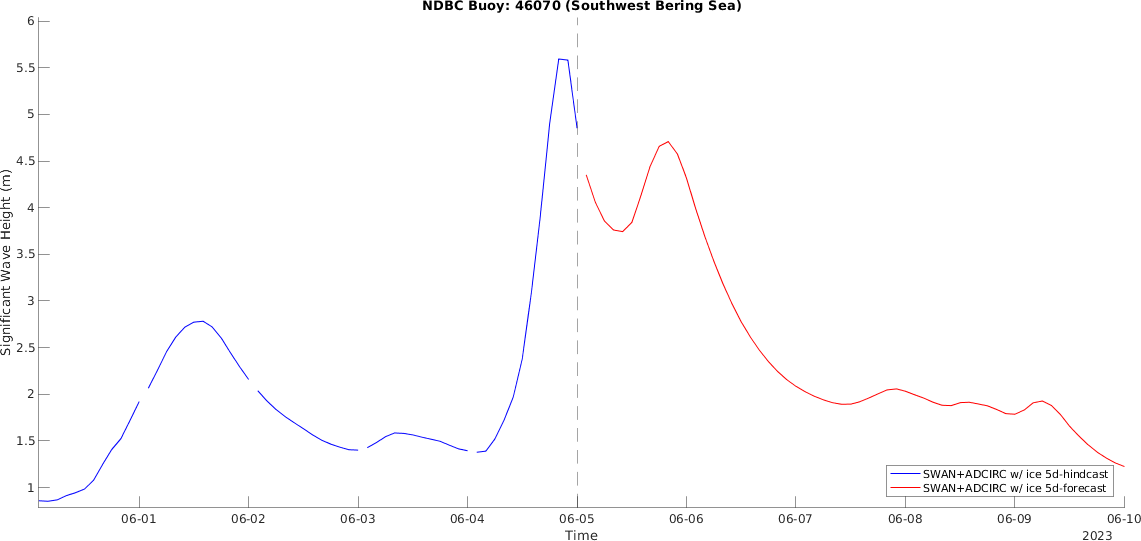 NDBC Buoy: 46070 (Southwest Bering Sea)
Significant Wave Height (m)
6
5.5
5
4.5
4
3.5
3
2.5
2
1.5
1
SWAN+ADCIRC w/ ice 5d-hindcast
SWAN+ADCIRC w/ ice 5d-forecast
06-01 06-02 06-03 06-04 06-05 06-06 06-07 06-08 06-09 06-10
Time
2023